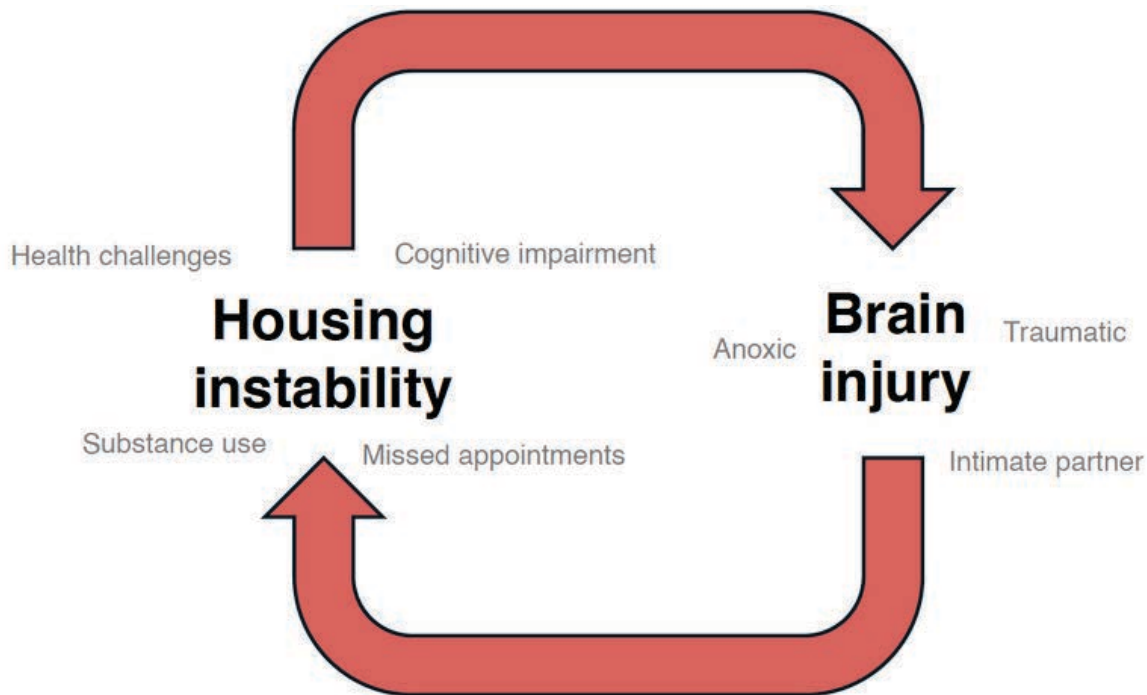 Health challenges
Cognitive impairment
Housing
instability
Substance use
Missed appointments
Brain
injury
Anoxic
Traumatic
Intimate partner